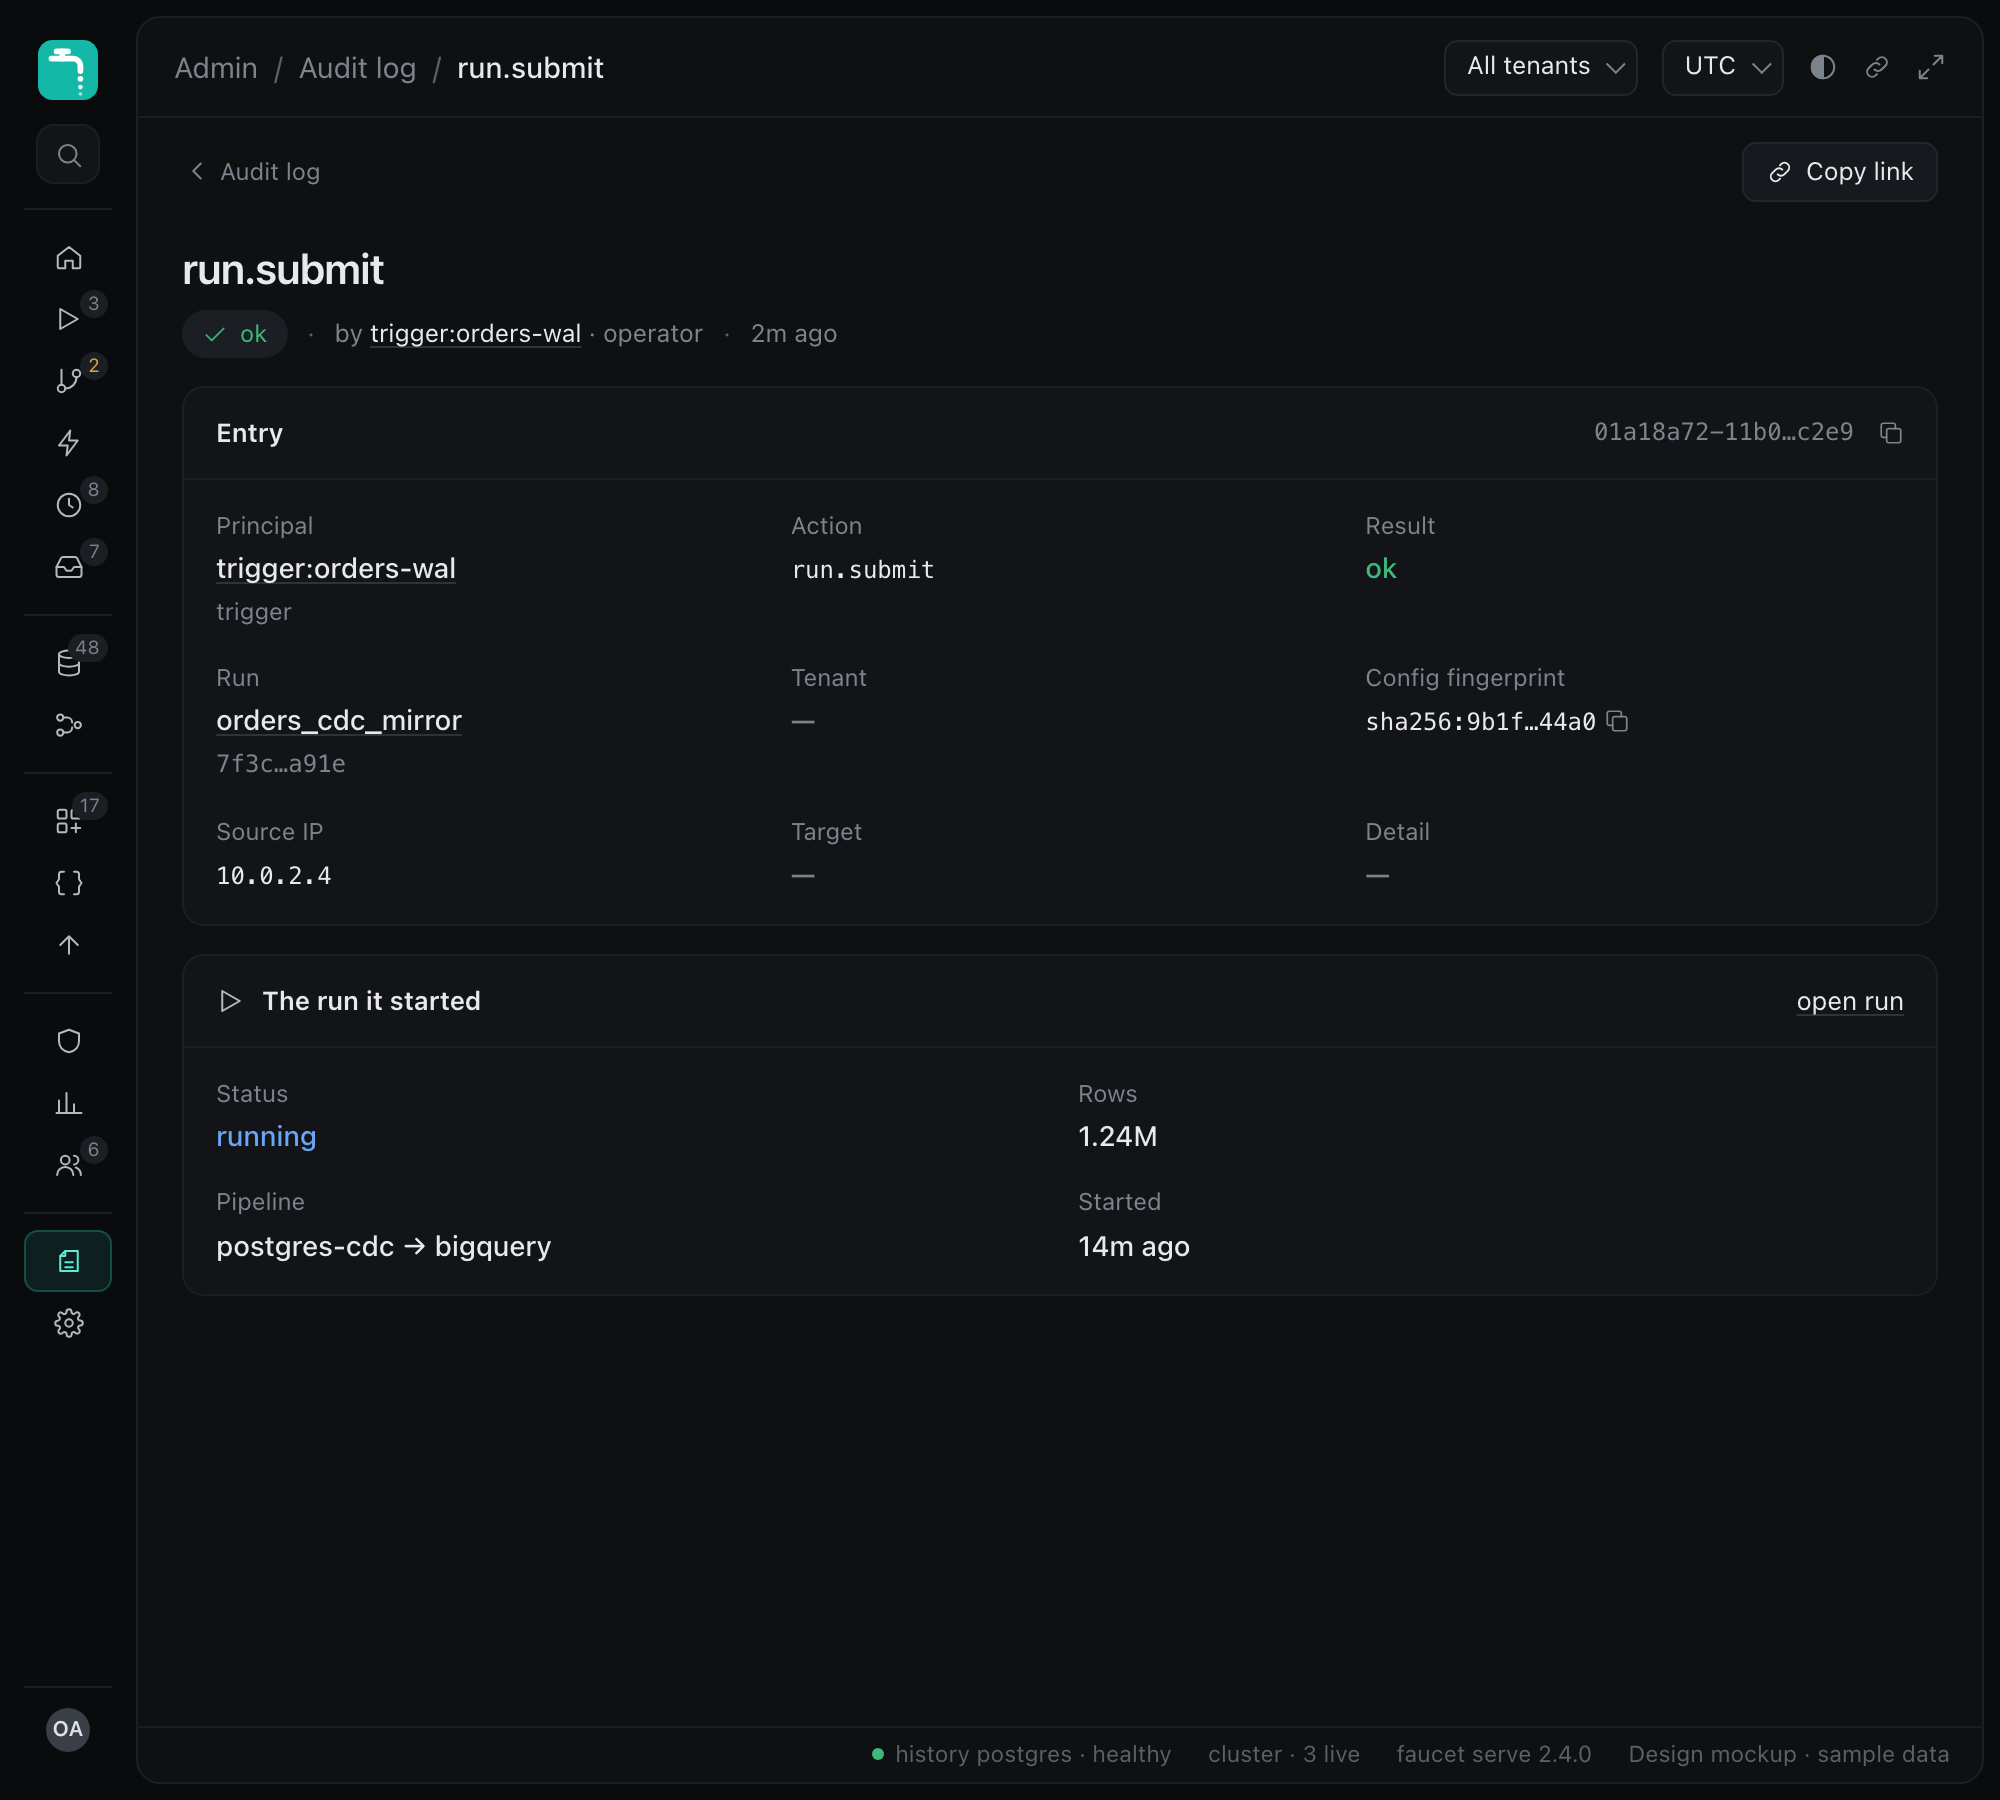 Admin / Audit log / run.submit
All tenants
UTC
Audit log
Copy link
run.submit
ok · by trigger:orders-wal · operator · 2m ago
Entry
01a18a72-11b0…c2e9
Principal
Action
Result
trigger:orders-wal
run.submit
ok
trigger
Run
Tenant
Config fingerprint
orders_cdc_mirror
—
sha256:9b1f…44a0
7f3c…a91e
Source IP
Target
Detail
10.0.2.4
—
—
The run it started
open run
Status
Rows
running
1.24M
Pipeline
Started
postgres-cdc → bigquery
14m ago
3
2
8
7
48
17
6
OA
history postgres · healthy
cluster · 3 live
faucet serve 2.4.0
Design mockup · sample data